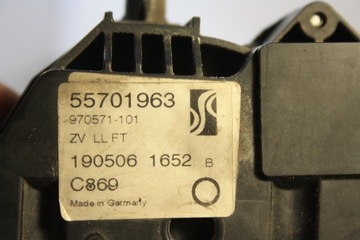 55701963
970571-101
ZV LL FT
190506 1652 B
C869
Made in Germany